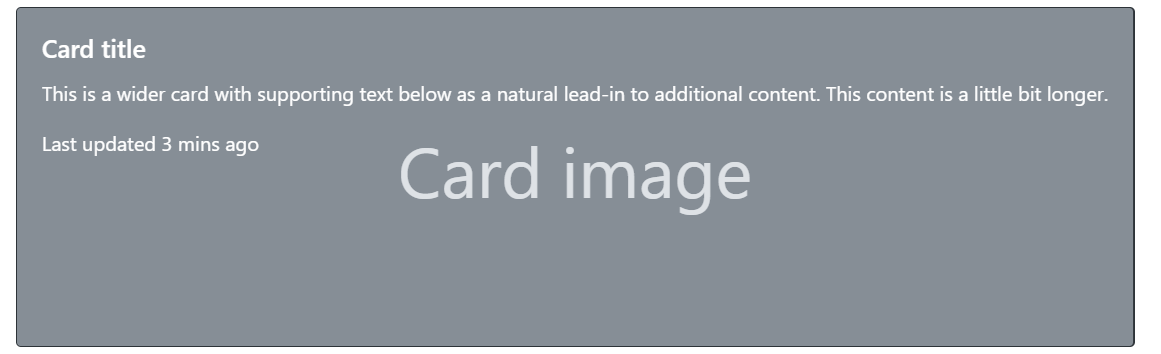 Card title
This is a wider card with supporting text below as a natural lead-in to additional content. This content is a little bit longer.
Last updated 3 mins ago
Card image